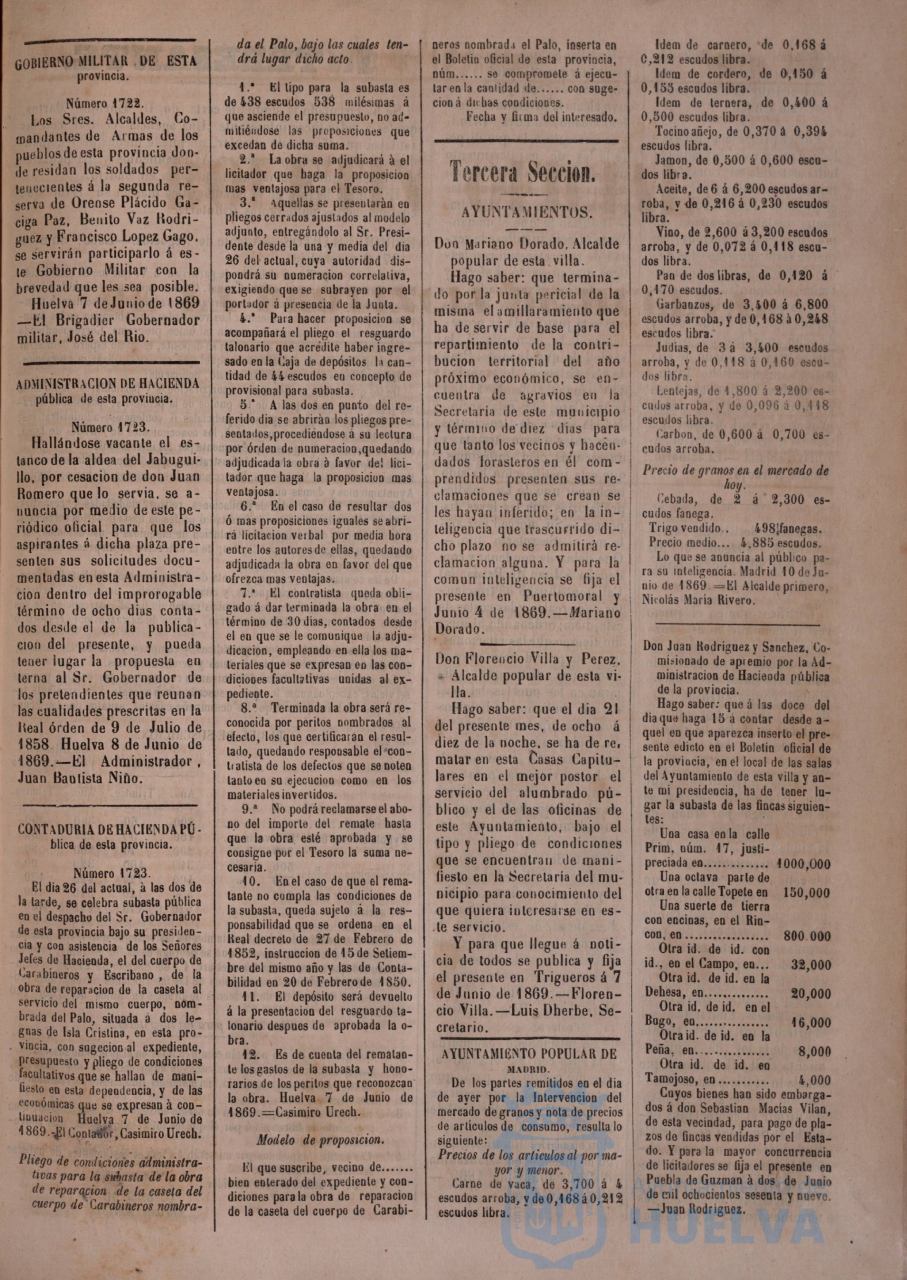 GOBIERNO MILITAR DE ESTA
provincia.
Número 1722.
Los Sres. Alcaldes, Co-
mandantes de Armas de los
pueblos de esta provincia don-
de residan los soldados per-
tenecientes á la segunda re-
serva de Orense Plácido Ga-
ciga Paz, Benito Vaz Rodri-
guez y Francisco Lopez Gago,
se servirán participarlo á es-
te Gobierno Militar con la
brevedad que les sea posible.
Huelva 7 de Junio de 1869
—El Brigadier Gobernador
militar, José del Rio.
ADMINISTRACION DE HACIENDA
pública de esta provincia.
Número 1723.
Hallándose vacante el es-
tanco de la aldea del Jabugui-
llo, por cesacion de don Juan
Romero que lo servia, se a-
nuncia por medio de este pe-
riódico oficial para que los
aspirantes á dicha plaza pre-
senten sus solicitudes docu-
mentadas en esta Administra-
cion dentro del improrogable
término de ocho dias conta-
dos desde el de la publica-
cion del presente, y pueda
tener lugar la propuesta en
terna al Sr. Gobernador de
los pretendientes que reunan
las cualidades prescritas en la
Real órden de 9 de Julio de
1858. Huelva 8 de Junio de
1869.—El Administrador,
Juan Bautista Niño.
CONTADURIA DE HACIENDA PÚ-
blica de esta provincia.
Número 1723.
El dia 26 del actual, à las dos de
la tarde, se celebra subasta pública
en el despacho del Sr. Gobernador
de esta provincia bajo su presiden-
cia y con asistencia de los Señores
Jefes de Hacienda, el del cuerpo de
Carabineros y Escribano, de la
obra de reparacion de la caseta al
servicio del mismo cuerpo, nom-
brada del Palo, situada á dos le-
guas de Isla Cristina, en esta pro-
vincia, con sugecion al expediente,
presupuesto y pliego de condiciones
facultativos que se hallan de mani-
fiesto en esta dependencia, y de las
económicas que se expresan à con-
tinuacion Huelva 7 de Junio de
1869.—El Contador, Casimiro Urech.
Pliego de condiciones administra-
tivas para la subasta de la obra
de reparacion de la caseta del
cuerpo de Carabineros nombra-
da el Palo, bajo las cuales ten-
drá lugar dicho acto.
1.ª El tipo para la subasta es
de 438 escudos 538 milésimas á
que asciende el presupuesto, no ad-
mitiéndose las proposiciones que
excedan de dicha suma.
2.ª La obra se adjudicará à el
licitador que haga la proposicion
mas ventajosa para el Tesoro.
3.ª Aquellas se presentaràn en
pliegos cerrados ajustados al modelo
adjunto, entregándolo al Sr. Presi-
dente desde la una y media del dia
26 del actual, cuya autoridad dis-
pondrá su numeracion correlativa,
exigiendo que se subrayen por el
portador á presencia de la Junta.
4.ª Para hacer proposicion se
acompañará el pliego el resguardo
talonario que acredite haber ingre-
sado en la Caja de depósitos la can-
tidad de 44 escudos en concepto de
provisional para subasta.
5.ª A las dos en punto del re-
ferido dia se abrirán los pliegos pre-
sentados, procediéndose à su lectura
por órden de numeracion, quedando
adjudicada la obra à favor del lici-
tador que haga la proposicion mas
ventajosa.
6.ª En el caso de resultar dos
ó mas proposiciones iguales se abri-
rá licitacion verbal por media hora
entre los autores de ellas, quedando
adjudicada la obra en favor del que
ofrezca mas ventajas.
7.ª El contratista queda obli-
gado á dar terminada la obra en el
término de 30 dias, contados desde
el en que se le comunique la adju-
dicacion, empleando en ella los ma-
teriales que se expresan en las con-
diciones facultativas unidas al ex-
pediente.
8.ª Terminada la obra será re-
conocida por peritos nombrados al
efecto, los que certificaran el resul-
tado, quedando responsable el con-
tratista de los defectos que se noten
tanto en su ejecucion como en los
materiales invertidos.
9.ª No podrá reclamarse el abo-
no del importe del remate hasta
que la obra esté aprobada y se
consigne por el Tesoro la suma ne-
cesaria.
10. En el caso de que el rema-
tante no cumpla las condiciones de
la subasta, queda sujeto á la res-
ponsabilidad que se ordena en el
Real decreto de 27 de Febrero de
1852, instruccion de 15 de Setiem-
bre del mismo año y las de Conta-
bilidad en 20 de Febrero de 1850.
11. El depósito será devuelto
á la presentacion del resguardo ta-
lonario despues de aprobada la o-
bra.
12. Es de cuenta del rematan-
te los gastos de la subasta y hono-
rarios de los peritos que reconozcan
la obra. Huelva 7 de Junio de
1869.=Casimiro Urech.
Modelo de proposicion.
El que suscribe, vecino de.......
bien enterado del expediente y con-
diciones para la obra de reparacion
de la caseta del cuerpo de Carabi-
neros nombrada el Palo, inserta en
el Boletin oficial de esta provincia,
núm...... se compromete á ejecu-
tar en la cantidad de...... con suge-
cion á dichas condiciones.
Fecha y firma del interesado.
Tercera Seccion.
AYUNTAMIENTOS.
Don Mariano Dorado, Alcalde
popular de esta villa.
Hago saber: que termina-
do por la junta pericial de la
misma el amillaramiento que
ha de servir de base para el
repartimiento de la contri-
bucion territorial del año
próximo económico, se en-
cuentra de agravios en la
Secretaría de este municipio
y término de diez dias para
que tanto los vecinos y hacen-
dados forasteros en él com-
prendidos presenten sus re-
clamaciones que se crean se
les hayan inferido; en la in-
teligencia que trascurrido di-
cho plazo no se admitirá re-
clamacion alguna. Y para la
comun inteligencia se fija el
presente en Puertomoral y
Junio 4 de 1869.—Mariano
Dorado.
Don Florencio Villa y Perez,
Alcalde popular de esta vi-
lla.
Hago saber: que el dia 21
del presente mes, de ocho á
diez de la noche, se ha de re,
matar en esta Casas Capitu-
lares en el mejor postor el
servicio del alumbrado pú-
blico y el de las oficinas de
este Ayuntamiento, bajo el
tipo y pliego de condiciones
que se encuentran de mani-
fiesto en la Secretaría del mu-
nicipio para conocimiento del
que quiera interesarse en es-
te servicio.
Y para que llegue á noti-
cia de todos se publica y fija
el presente en Trigueros á 7
de Junio de 1869.—Floren-
cio Villa.—Luis Dherbe, Se-
cretario.
AYUNTAMIENTO POPULAR DE
MADRID.
De los partes remitidos en el dia
de ayer por la Intervencion del
mercado de granos y nota de precios
de articulos de consumo, resulta lo
siguiente:
Precios de los articulos al por ma-
yor y menor.
Carne de vaca, de 3,700 á 4
escudos arroba, y de 0,168 á 0,212
escudos libra.
Idem de carnero, de 0,168 á
0,212 escudos libra.
Idem de cordero, de 0,150 á
0,155 escudos libra.
Idem de ternera, de 0,400 á
0,500 escudos libra.
Tocino añejo, de 0,370 á 0,394
escudos libra.
Jamon, de 0,500 á 0,600 escu-
dos libra.
Aceite, de 6 á 6,200 escudos ar-
roba, y de 0,216 á 0,230 escudos
libra.
Vino, de 2,600 á 3,200 escudos
arroba, y de 0,072 á 0,118 escu-
dos libra.
Pan de dos libras, de 0,120 á
0,170 escudos.
Garbanzos, de 3,400 á 6,800
escudos arroba, y de 0,168 à 0,248
escudos libra.
Judias, de 3 á 3,400 escudos
arroba, y de 0,118 á 0,160 escu-
dos libra.
Lentejas, de 1,800 á 2,200 es-
cudos arroba, y de 0,096 á 0,118
escudos libra.
Carbon, de 0,600 á 0,700 es-
cudos arroba.
Precio de granos en el mercado de
hoy.
Cebada, de 2 á 2,300 es-
cudos fanega.
Trigo vendido.. 498 fanegas.
Precio medio... 4,885 escudos.
Lo que se anuncia al público pa-
ra su inteligencia. Madrid 10 de Ju-
nio de 1869.=El Alcalde primero,
Nicolás Maria Rivero.
Don Juan Rodriguez y Sanchez, Co-
misionado de apremio por la Ad-
ministracion de Hacienda pública
de la provincia.
Hago saber: que á las doce del
dia que haga 15 á contar desde a-
quel en que aparezca inserto el pre-
sente edicto en el Boletin oficial de
la provincia, en el local de las salas
del Ayuntamiento de esta villa y an-
te mi presidencia, ha de tener lu-
gar la subasta de las fincas siguien-
tes:
Una casa en la calle
Prim, núm. 17, justi-
preciada en.............. 1000,000
Una octava parte de
otra en la calle Topete en 150,000
Una suerte de tierra
con encinas, en el Rin-
con, en.................. 800.000
Otra id. de id. con
id., en el Campo, en... 32,000
Otra id. de id. en la
Dehesa, en.............. 20,000
Otra id. de id. en el
Bugo, en................ 16,000
Otra id. de id. en la
Peña, en................ 8,000
Otra id. de id. en
Tamojoso, en............ 4,000
Cuyos bienes han sido embarga-
dos á don Sebastian Macias Vilan,
de esta vecindad, para pago de pla-
zos de fincas vendidas por el Esta-
do. Y para la mayor concurrencia
de licitadores se fija el presente en
Puebla de Guzman à dos de Junio
de mil ochocientos sesenta y nueve.
—Juan Rodriguez.
HUELVA